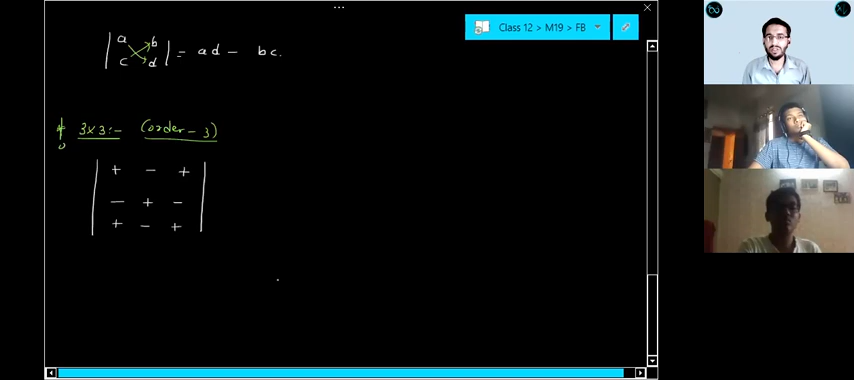 Class 12 > M19 > FB
| a b | = ad - bc.
| c d |
3×3:- (order - 3)
| + - + |
| - + - |
| + - + |